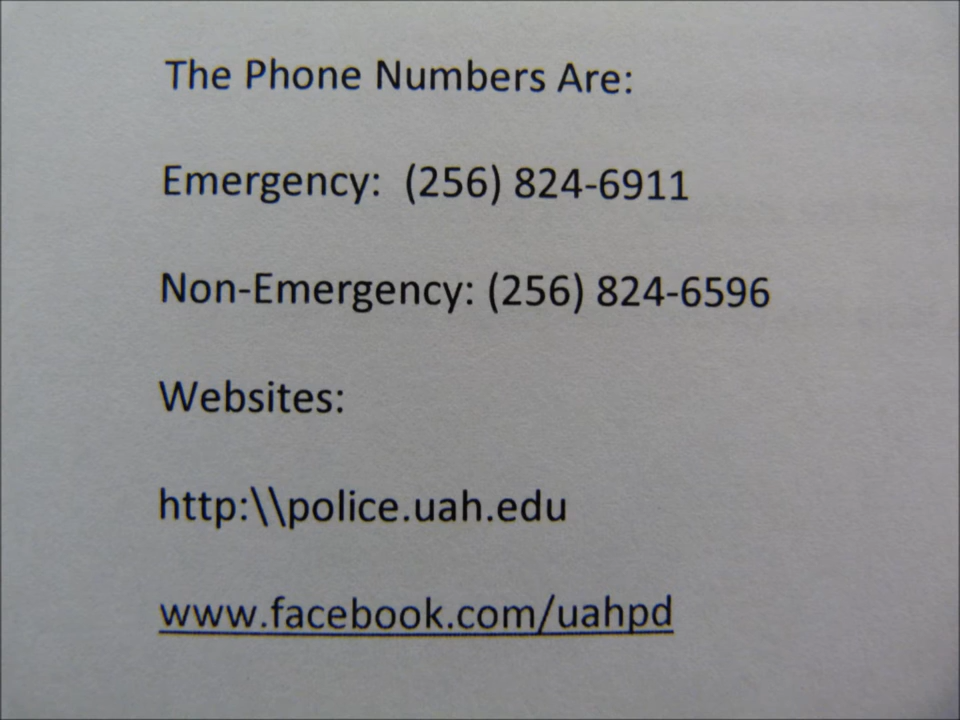 The Phone Numbers Are:
Emergency: (256) 824-6911
Non-Emergency: (256) 824-6596
Websites:
http:\\police.uah.edu
www.facebook.com/uahpd